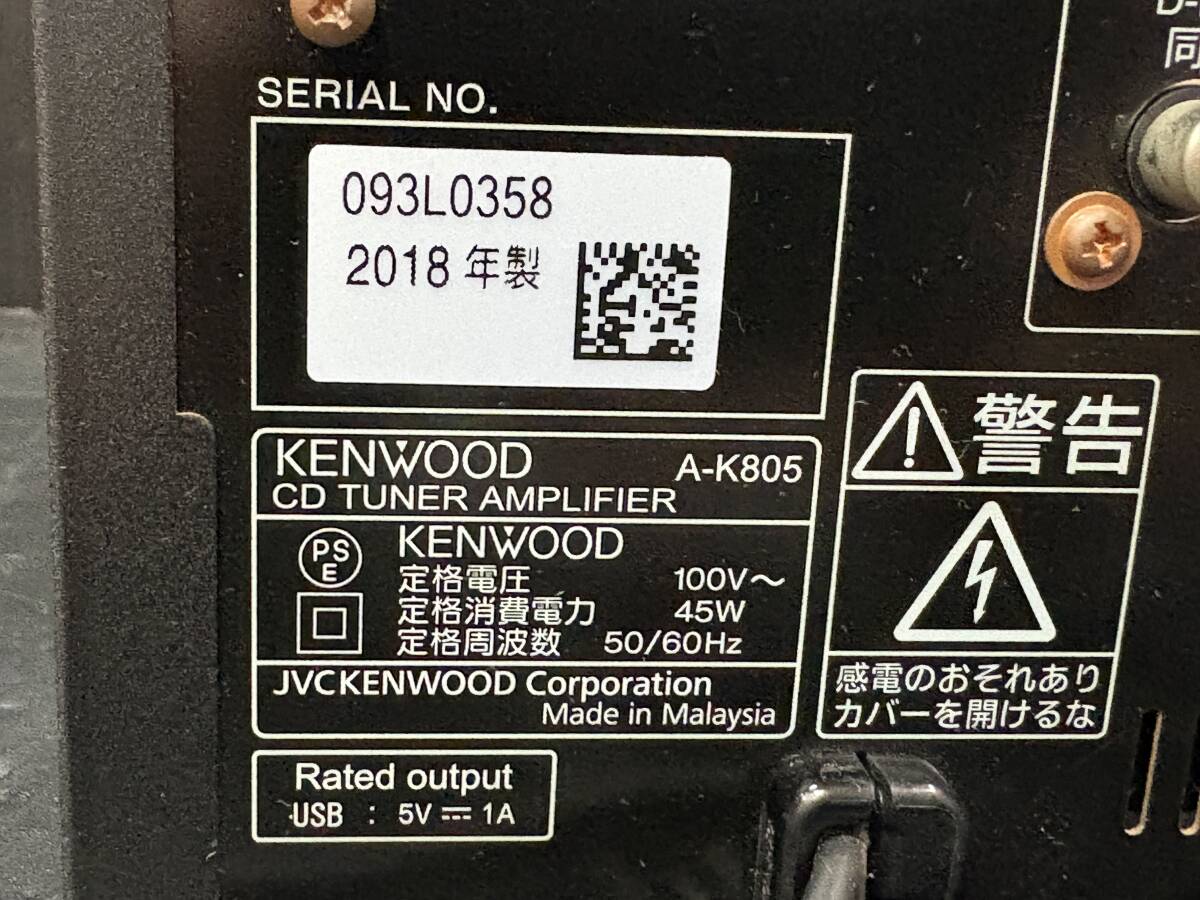 SERIAL NO.
093L0358
2018 年製
KENWOOD A-K805
CD TUNER AMPLIFIER
PS
E
KENWOOD
定格電圧 100V～
定格消費電力 45W
定格周波数 50/60Hz
JVCKENWOOD Corporation
Made in Malaysia
Rated output
USB : 5V⎓1A
同
警告
感電のおそれあり
カバーを開けるな